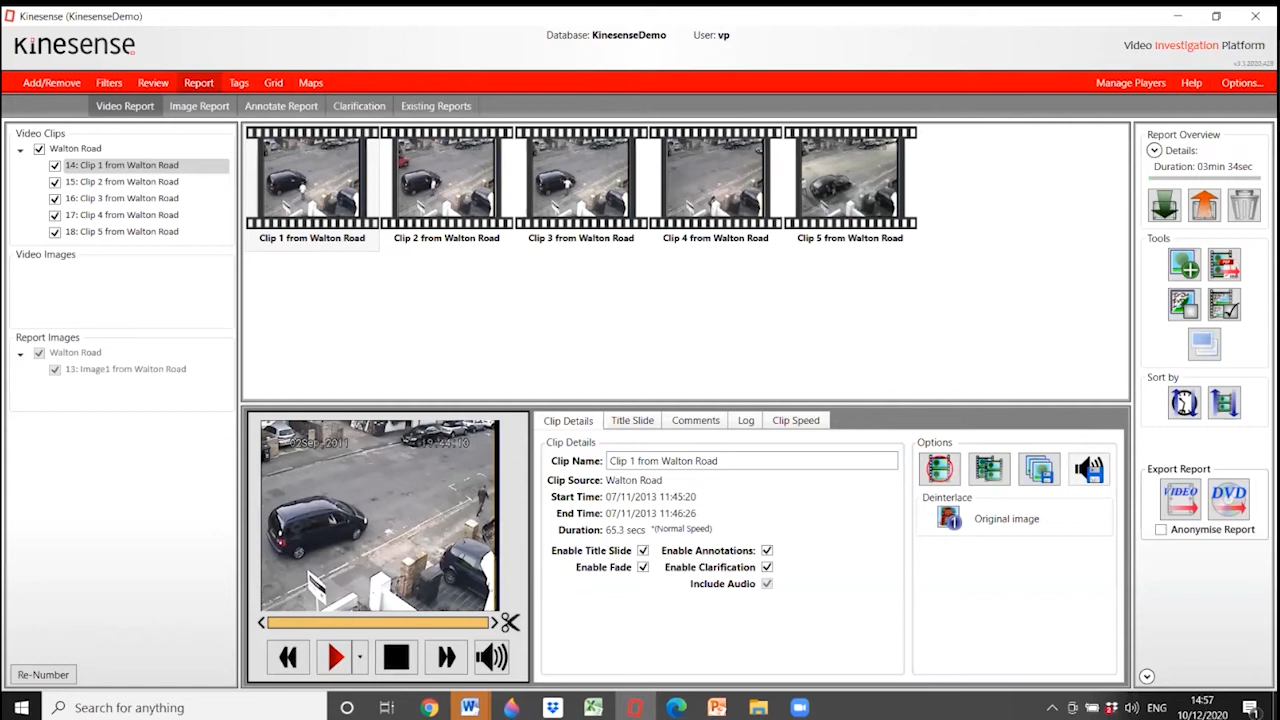 Kinesense (KinesenseDemo)
kinesense
Database: KinesenseDemo User: vp
Video Investigation Platform
Add/Remove Filters Review Report Tags Grid Maps Manage Players Help Options...
Video Report Image Report Annotate Report Clarification Existing Reports
Video Clips
Walton Road
14: Clip 1 from Walton Road
15: Clip 2 from Walton Road
16: Clip 3 from Walton Road
17: Clip 4 from Walton Road
18: Clip 5 from Walton Road
Video Images
Report Images
Walton Road
13: Image1 from Walton Road
Re-Number
Clip 1 from Walton Road Clip 2 from Walton Road Clip 3 from Walton Road Clip 4 from Walton Road Clip 5 from Walton Road
02Sep.2011 19:44:10
Clip Details Title Slide Comments Log Clip Speed
Clip Details
Clip Name: Clip 1 from Walton Road
Clip Source: Walton Road
Start Time: 07/11/2013 11:45:20
End Time: 07/11/2013 11:46:26
Duration: 65.3 secs *(Normal Speed)
Enable Title Slide Enable Annotations:
Enable Fade Enable Clarification
Include Audio
Options
Deinterlace
Original image
Report Overview
Details:
Duration: 03min 34sec
Tools
Sort by
Export Report
VIDEO DVD
Anonymise Report
Search for anything
ENG
14:57
10/12/2020